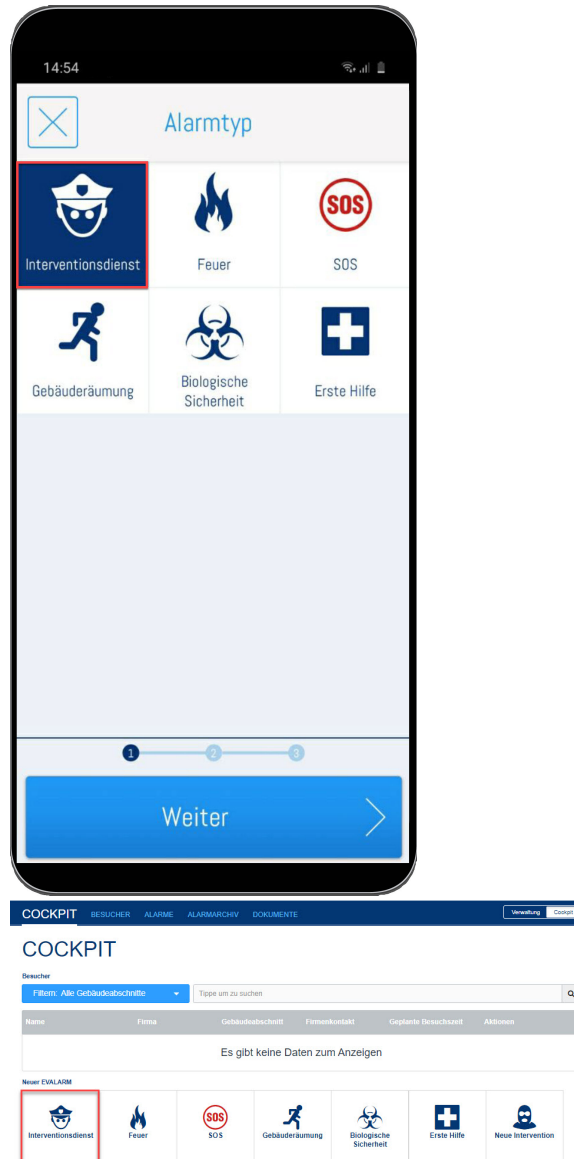 14:54
Alarmtyp
SOS
Interventionsdienst
Feuer
SOS
Gebäuderäumung
Biologische
Sicherheit
Erste Hilfe
1
2
3
Weiter
COCKPIT BESUCHER ALARME ALARMARCHIV DOKUMENTE Verwaltung Cockpit
COCKPIT
Besucher
Filtern: Alle Gebäudeabschnitte
Tippe um zu suchen
Name Firma Gebäudeabschnitt Firmenkontakt Geplante Besuchszeit Aktionen
Es gibt keine Daten zum Anzeigen
Neuer EVALARM
SOS
Interventionsdienst
Feuer
SOS
Gebäuderäumung
Biologische
Sicherheit
Erste Hilfe
Neue Intervention